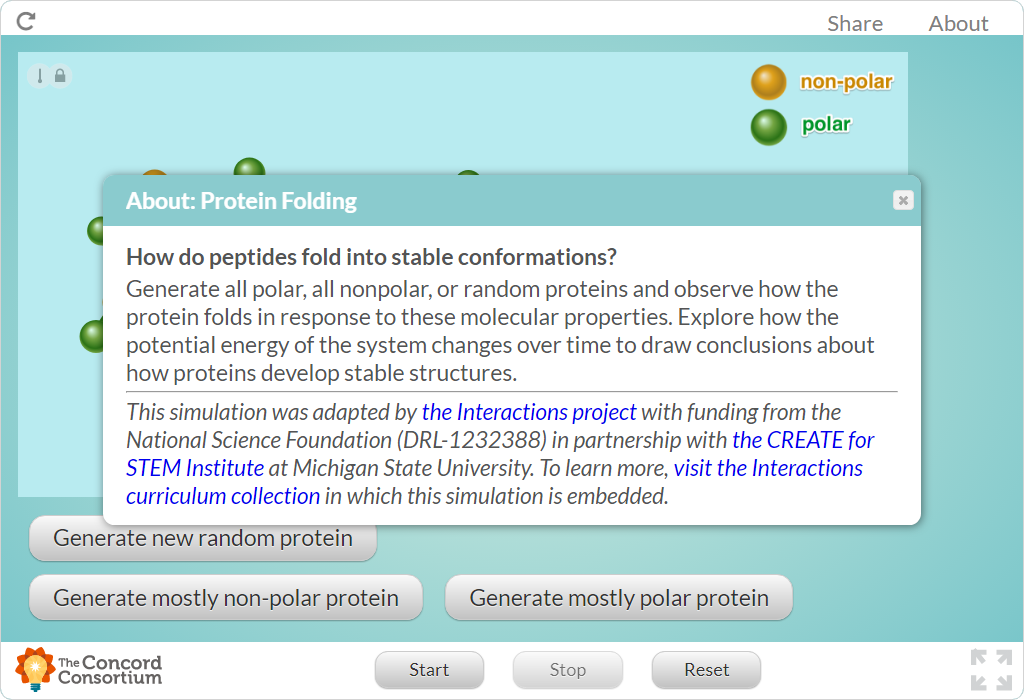 Share About
non-polar
polar
About: Protein Folding
How do peptides fold into stable conformations?
Generate all polar, all nonpolar, or random proteins and observe how the
protein folds in response to these molecular properties. Explore how the
potential energy of the system changes over time to draw conclusions about
how proteins develop stable structures.
This simulation was adapted by the Interactions project with funding from the
National Science Foundation (DRL-1232388) in partnership with the CREATE for
STEM Institute at Michigan State University. To learn more, visit the Interactions
curriculum collection in which this simulation is embedded.
Generate new random protein
Generate mostly non-polar protein Generate mostly polar protein
The Concord
Consortium
Start Stop Reset